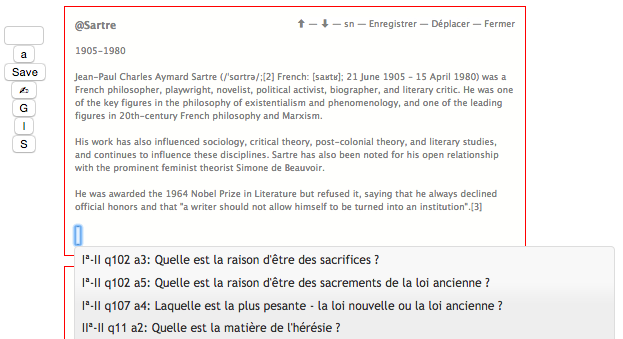 @Sartre
⬆ — ⬇ — sn — Enregistrer — Déplacer — Fermer
a
Save
✍
G
I
S
1905-1980
Jean-Paul Charles Aymard Sartre (/ˈsɑrtrə/;[2] French: [saʁtʁ]; 21 June 1905 – 15 April 1980) was a
French philosopher, playwright, novelist, political activist, biographer, and literary critic. He was one
of the key figures in the philosophy of existentialism and phenomenology, and one of the leading
figures in 20th-century French philosophy and Marxism.
His work has also influenced sociology, critical theory, post-colonial theory, and literary studies,
and continues to influence these disciplines. Sartre has also been noted for his open relationship
with the prominent feminist theorist Simone de Beauvoir.
He was awarded the 1964 Nobel Prize in Literature but refused it, saying that he always declined
official honors and that "a writer should not allow himself to be turned into an institution".[3]
Iª-II q102 a3: Quelle est la raison d'être des sacrifices ?
Iª-II q102 a5: Quelle est la raison d'être des sacrements de la loi ancienne ?
Iª-II q107 a4: Laquelle est la plus pesante - la loi nouvelle ou la loi ancienne ?
IIª-II q11 a2: Quelle est la matière de l'hérésie ?